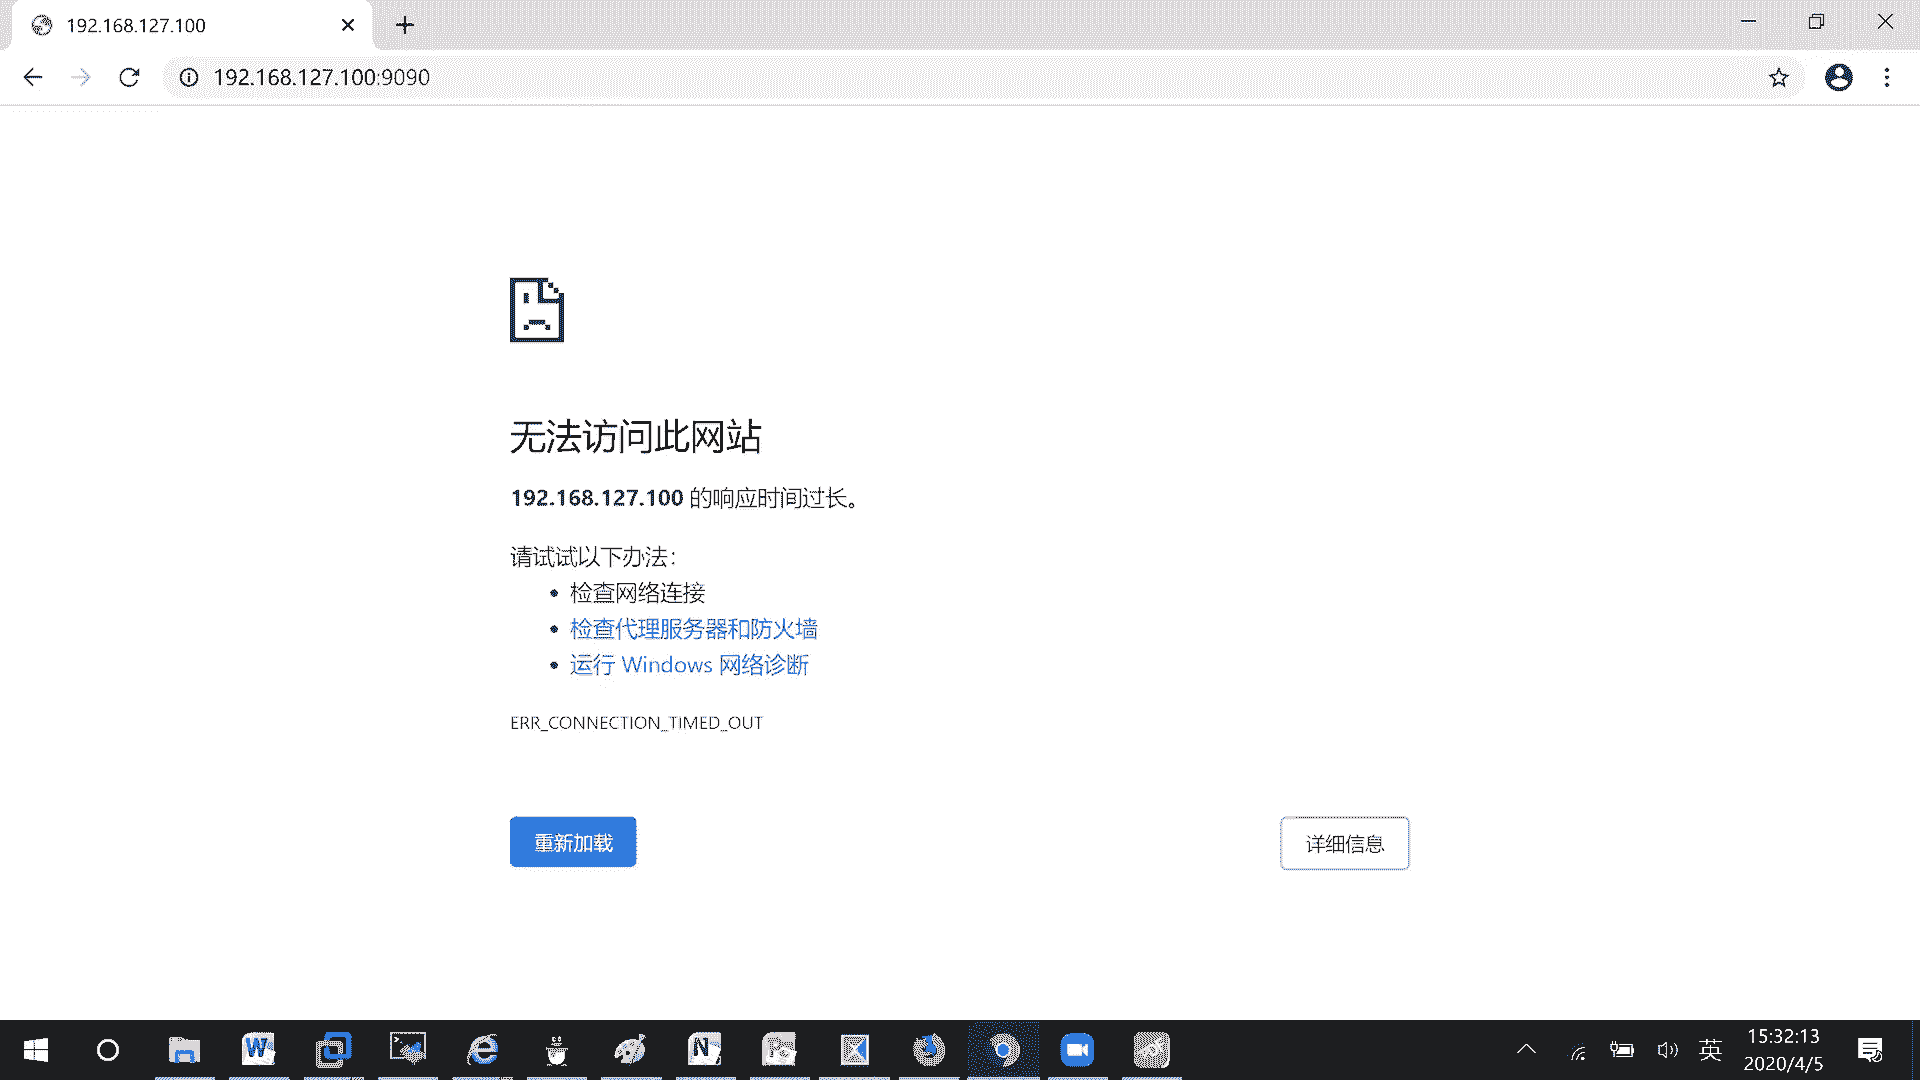 192.168.127.100
192.168.127.100:9090
无法访问此网站
192.168.127.100 的响应时间过长。
请试试以下办法：
检查网络连接
检查代理服务器和防火墙
运行 Windows 网络诊断
ERR_CONNECTION_TIMED_OUT
重新加载
详细信息
英
15:32:13
2020/4/5